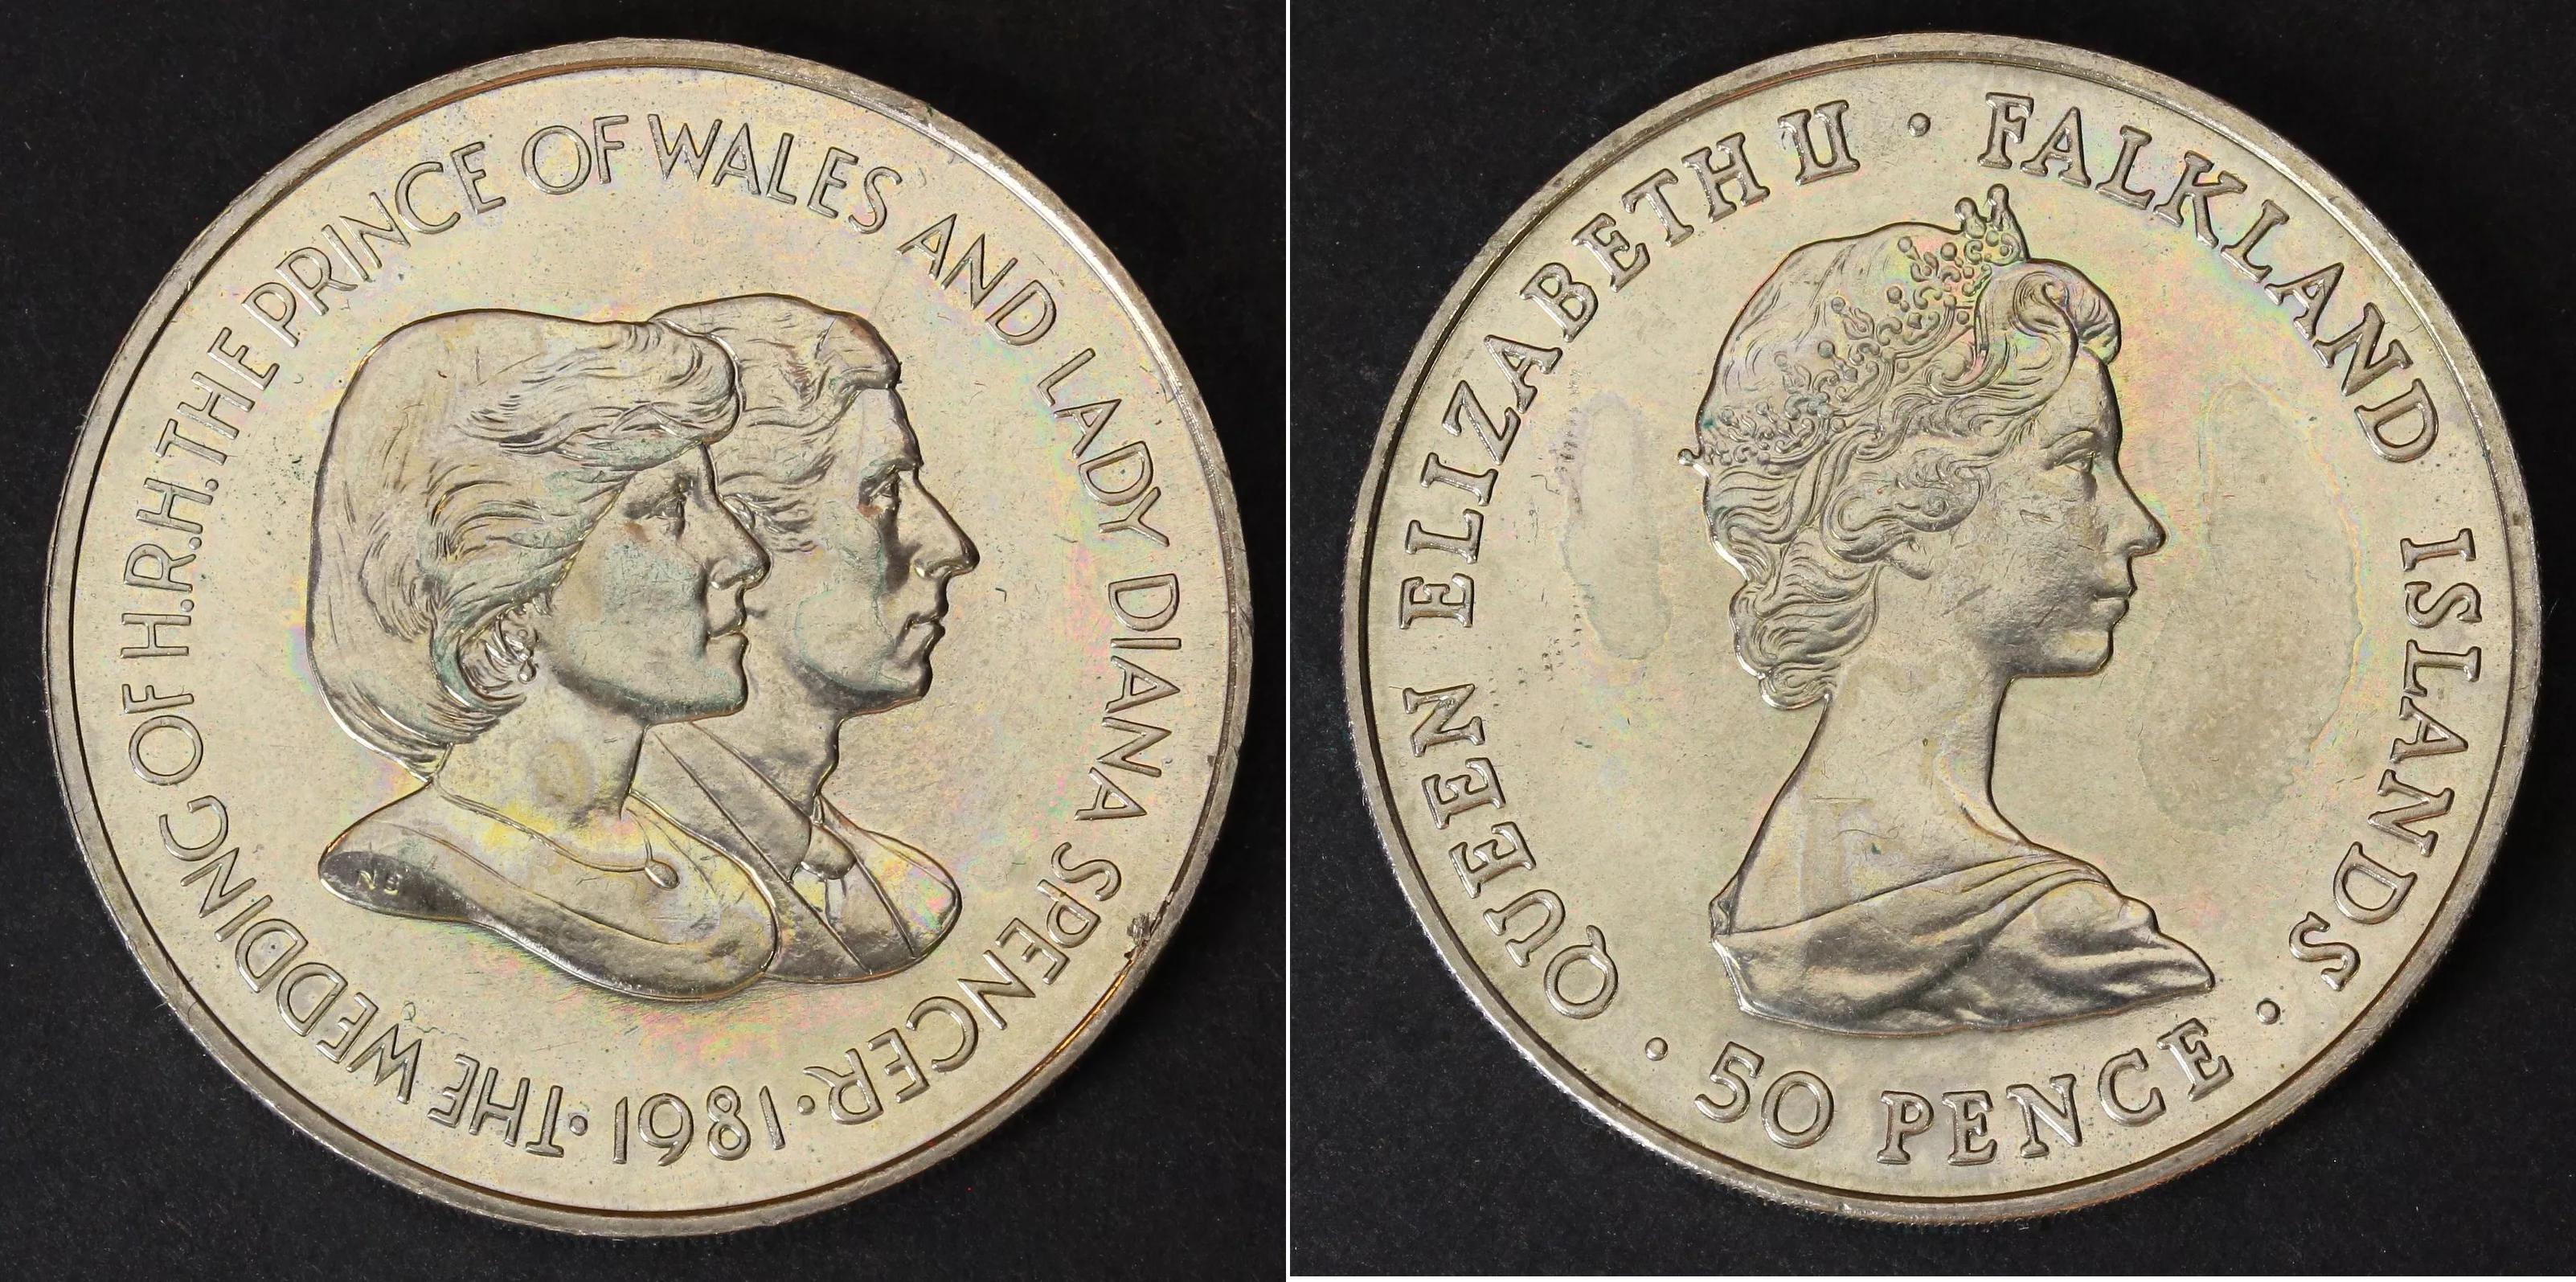 THE WEDDING OF H.R.H. THE PRINCE OF WALES AND LADY DIANA SPENCER · 1981 ·
NS
QUEEN ELIZABETH II · FALKLAND ISLANDS ·
50 PENCE ·